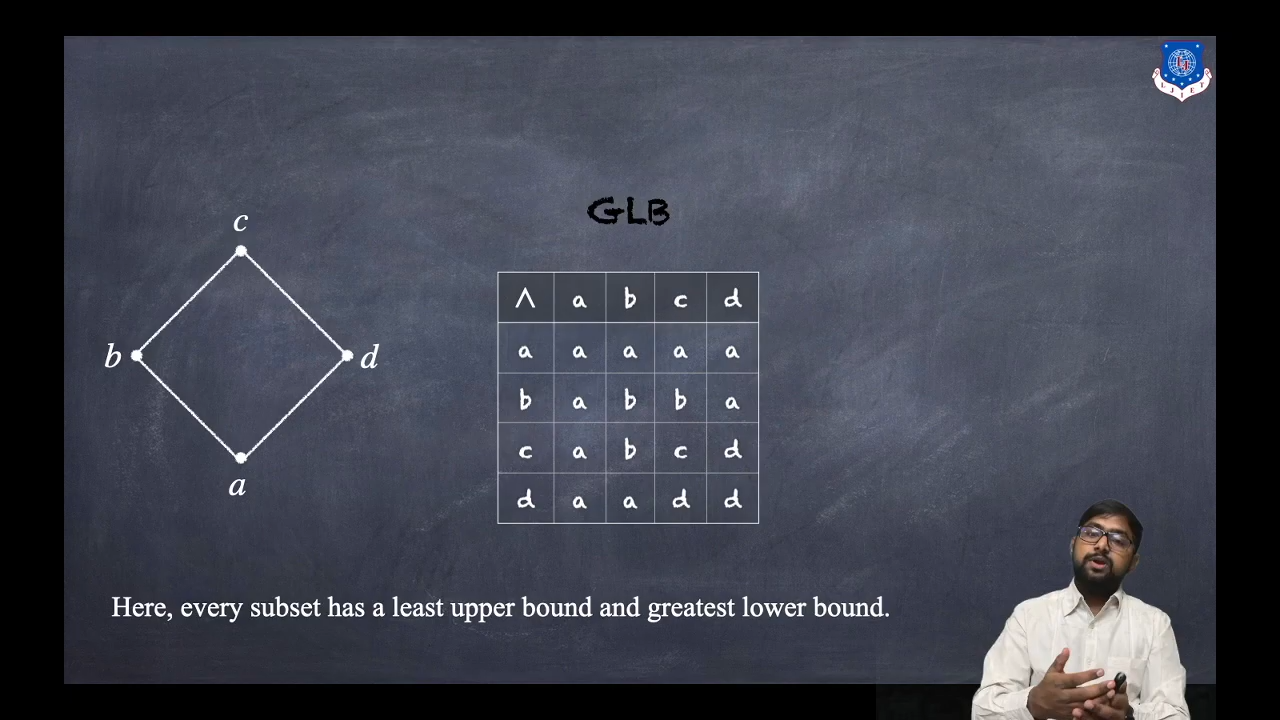 c
b
d
a
GLB
∧ a b c d
a a a a a
b a b b a
c a b c d
d a a d d
Here, every subset has a least upper bound and greatest lower bound.
L J I E T